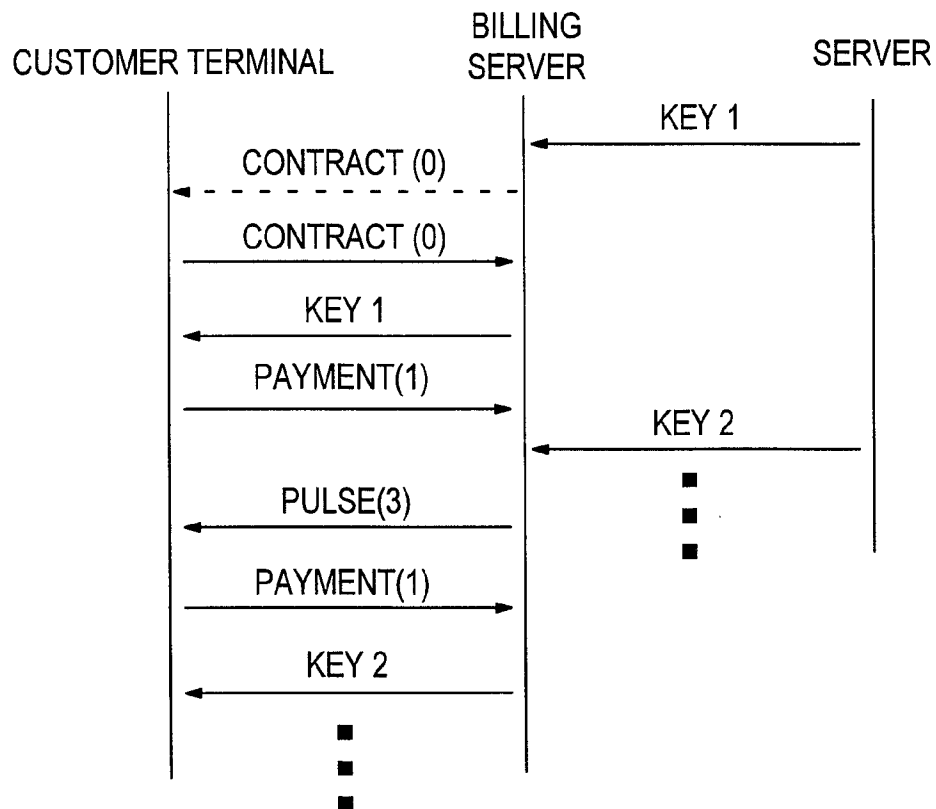 CUSTOMER TERMINAL
BILLING
SERVER
SERVER
KEY 1
CONTRACT (0)
CONTRACT (0)
KEY 1
PAYMENT(1)
KEY 2
PULSE(3)
PAYMENT(1)
KEY 2